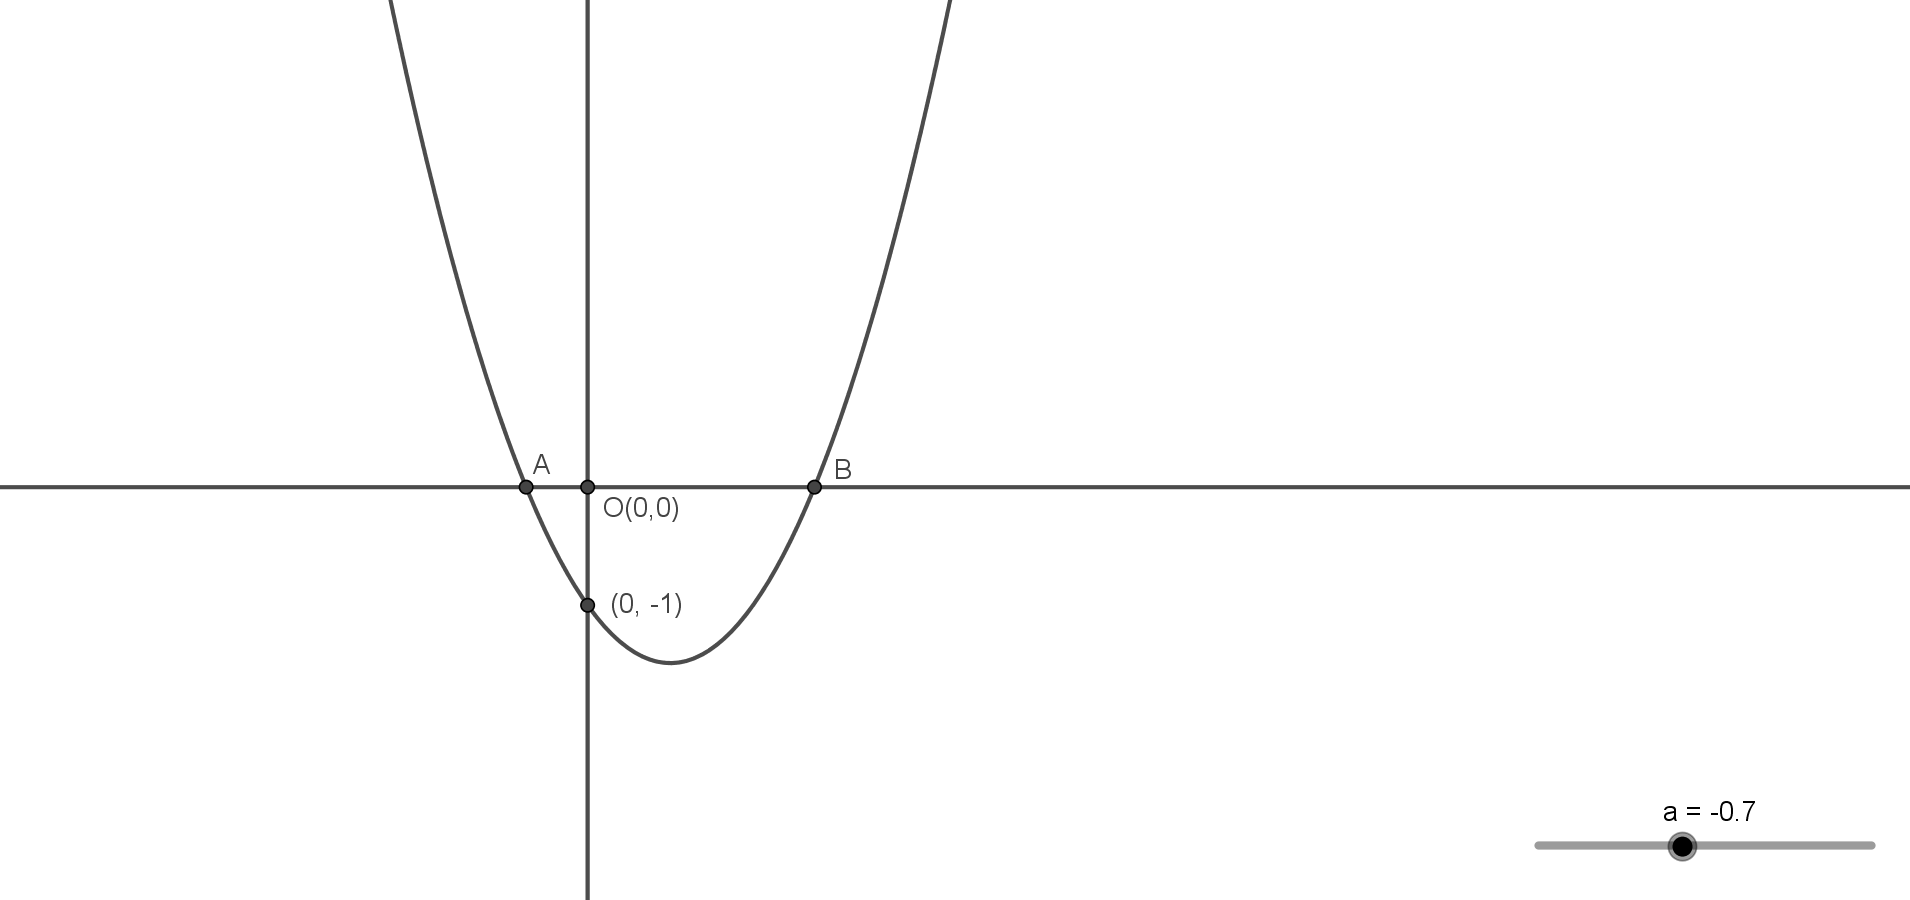 A
B
O(0,0)
(0, -1)
a = -0.7